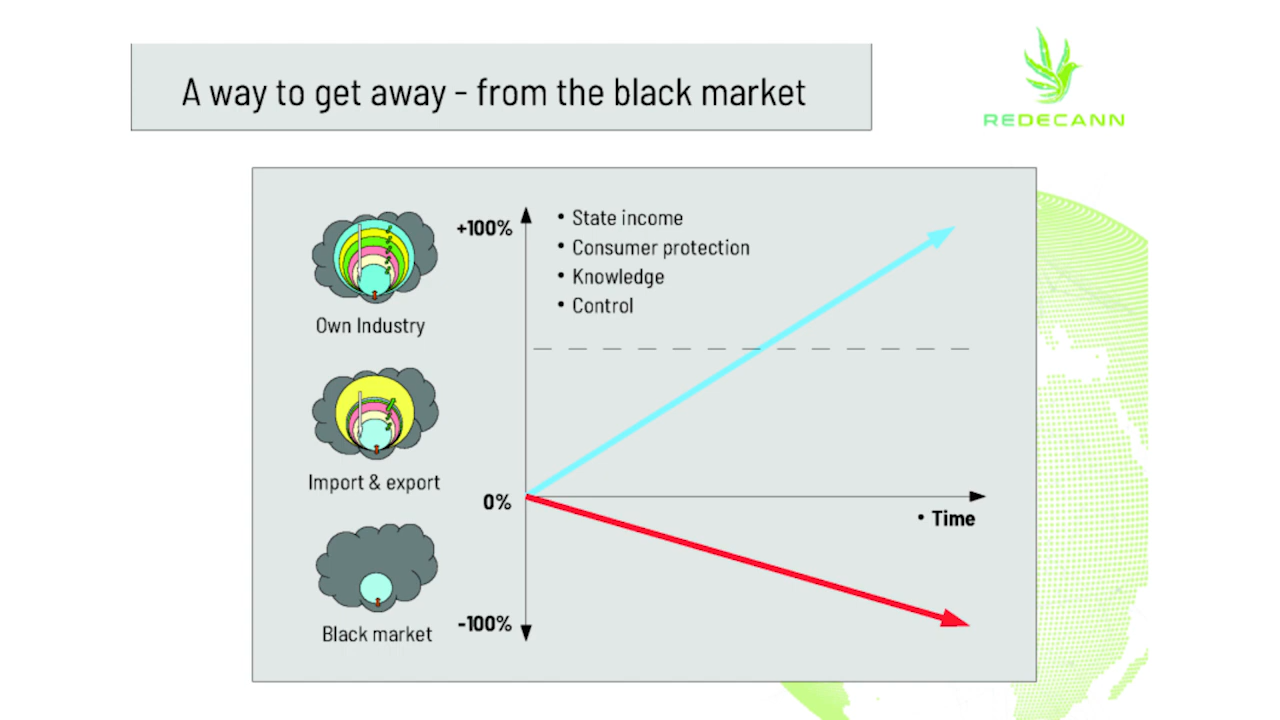 A way to get away - from the black market
REDECANN
+100%
• State income
• Consumer protection
• Knowledge
• Control
Own Industry
Import & export
0%
• Time
-100%
Black market